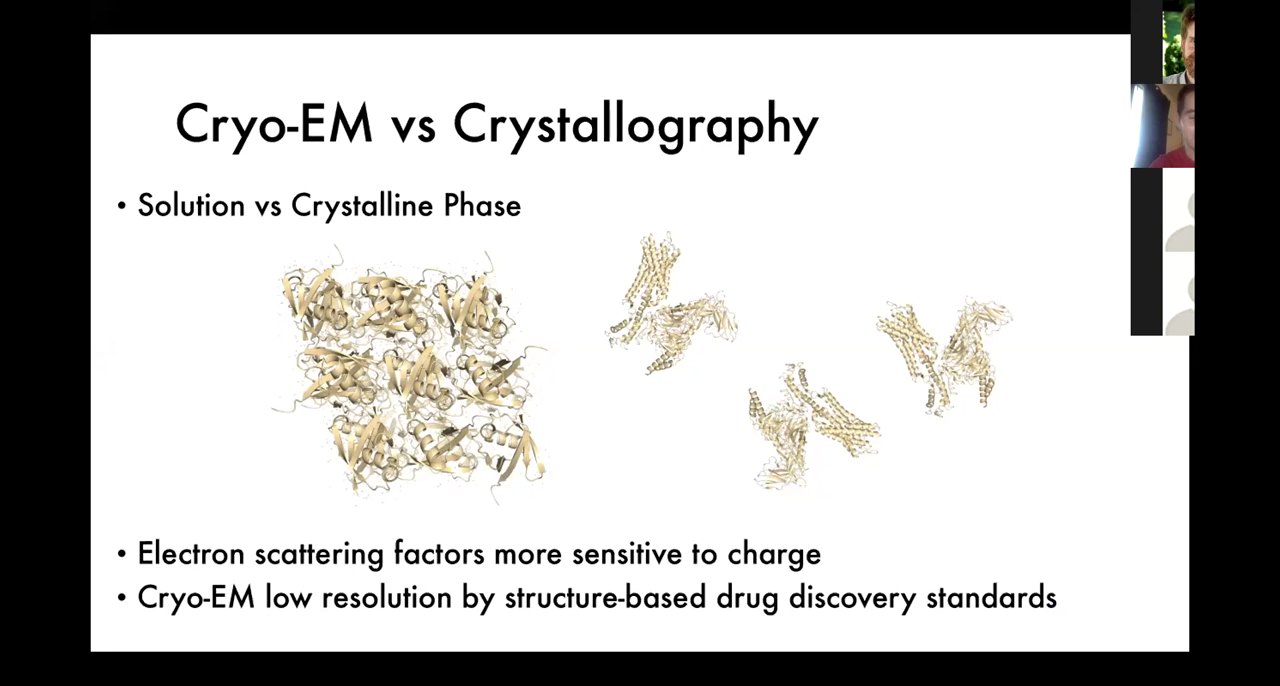 Cryo-EM vs Crystallography
• Solution vs Crystalline Phase
• Electron scattering factors more sensitive to charge
• Cryo-EM low resolution by structure-based drug discovery standards